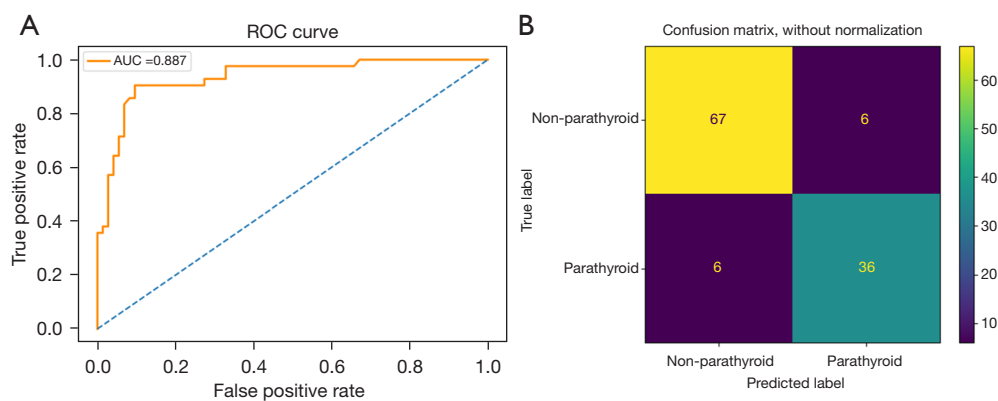 A
ROC curve
AUC =0.887
1.0
0.8
0.6
0.4
0.2
0.0
True positive rate
0.0 0.2 0.4 0.6 0.8 1.0
False positive rate
B
Confusion matrix, without normalization
True label
Non-parathyroid 67 6
Parathyroid 6 36
Non-parathyroid Parathyroid
Predicted label
60
50
40
30
20
10